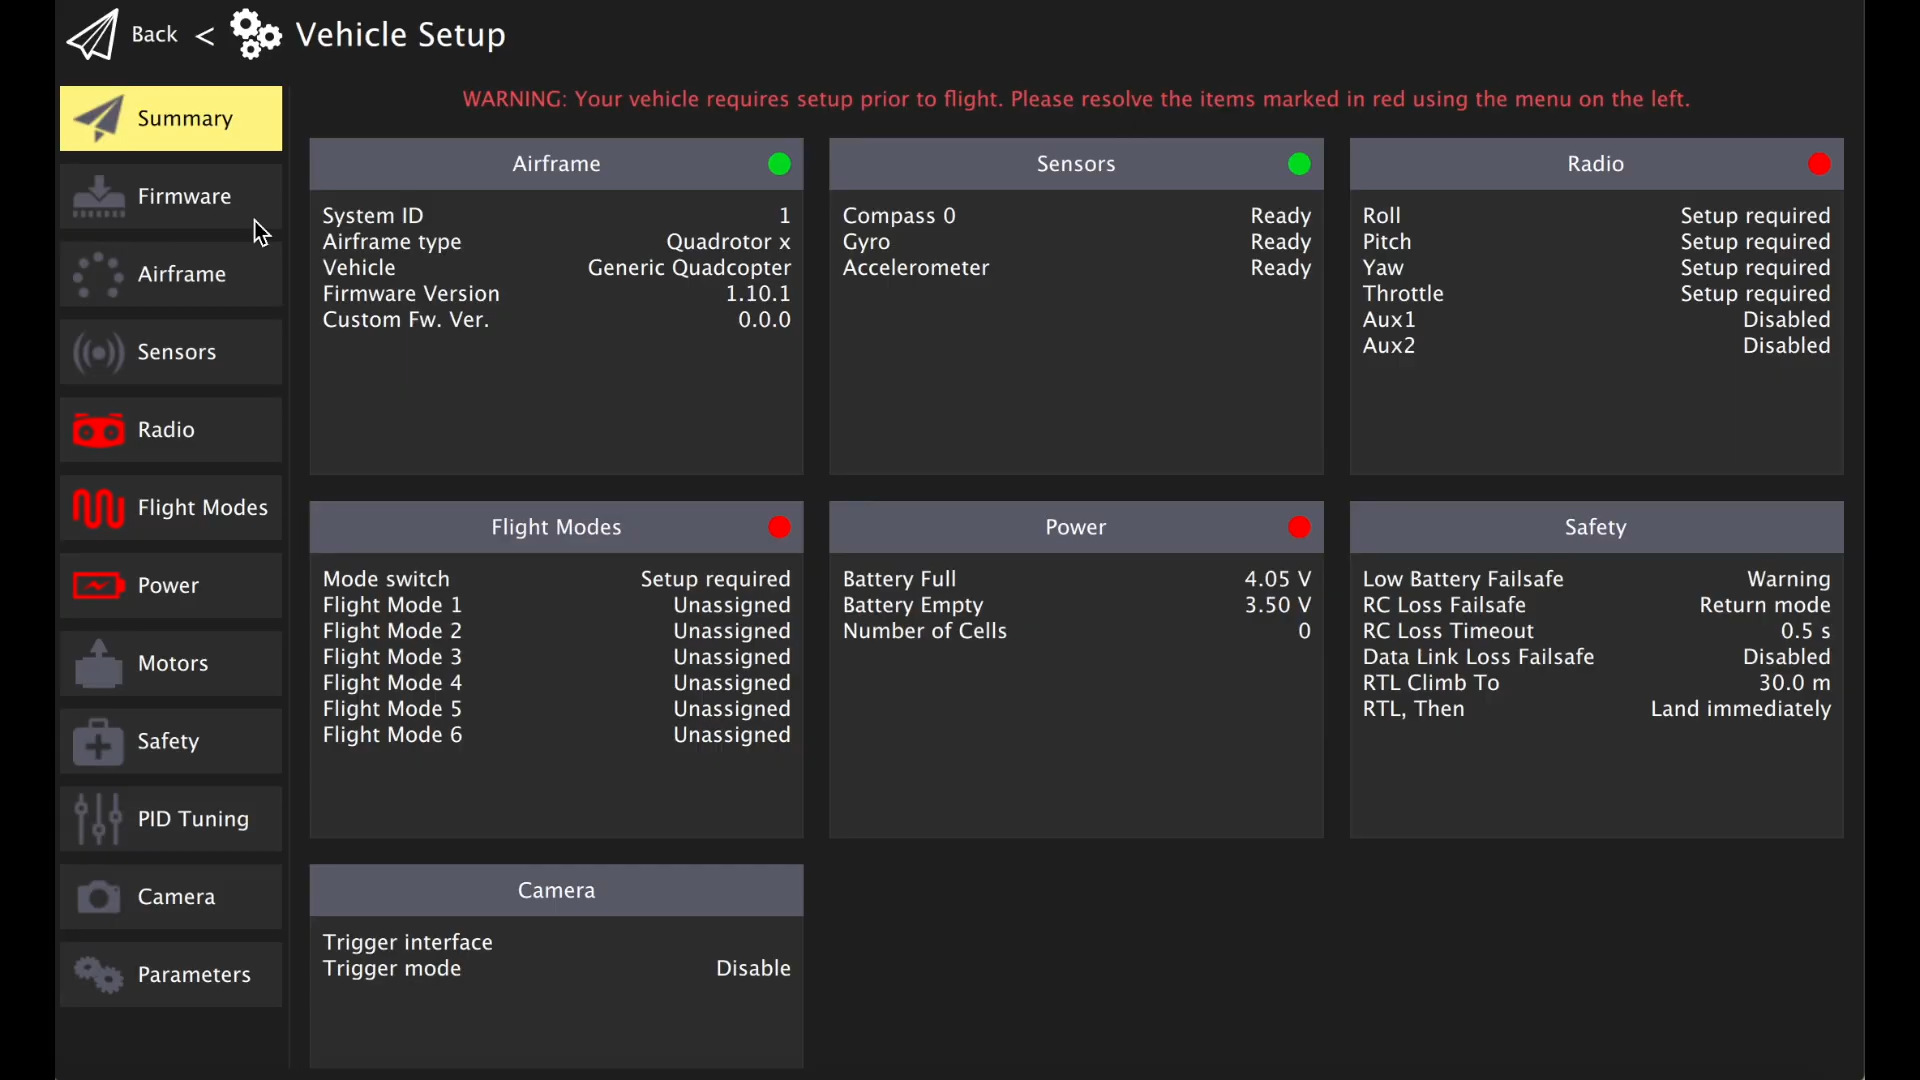 Back < Vehicle Setup
WARNING: Your vehicle requires setup prior to flight. Please resolve the items marked in red using the menu on the left.
Summary
Firmware
Airframe
Sensors
Radio
Flight Modes
Power
Motors
Safety
PID Tuning
Camera
Parameters
Airframe
System ID 1
Airframe type Quadrotor x
Vehicle Generic Quadcopter
Firmware Version 1.10.1
Custom Fw. Ver. 0.0.0
Sensors
Compass 0 Ready
Gyro Ready
Accelerometer Ready
Radio
Roll Setup required
Pitch Setup required
Yaw Setup required
Throttle Setup required
Aux1 Disabled
Aux2 Disabled
Flight Modes
Mode switch Setup required
Flight Mode 1 Unassigned
Flight Mode 2 Unassigned
Flight Mode 3 Unassigned
Flight Mode 4 Unassigned
Flight Mode 5 Unassigned
Flight Mode 6 Unassigned
Power
Battery Full 4.05 V
Battery Empty 3.50 V
Number of Cells 0
Safety
Low Battery Failsafe Warning
RC Loss Failsafe Return mode
RC Loss Timeout 0.5 s
Data Link Loss Failsafe Disabled
RTL Climb To 30.0 m
RTL, Then Land immediately
Camera
Trigger interface
Trigger mode Disable